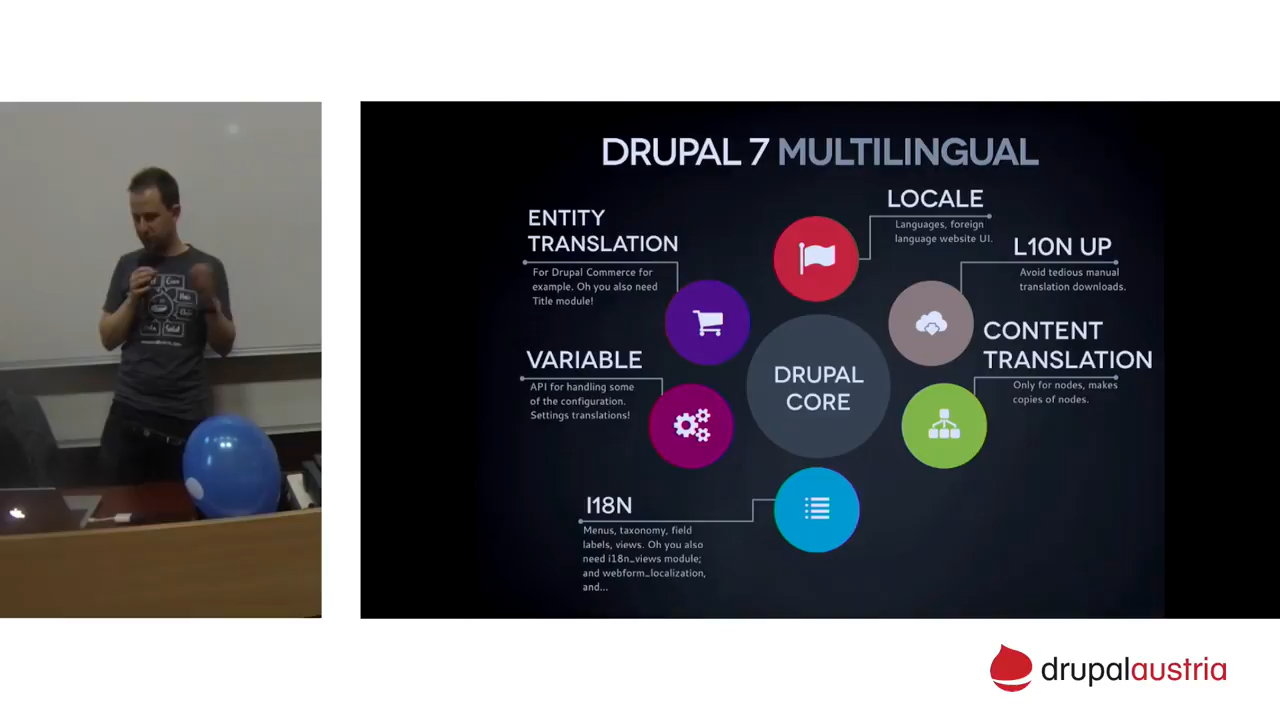 DRUPAL 7 MULTILINGUAL
LOCALE
Languages, foreign
language website UI.
ENTITY
TRANSLATION
For Drupal Commerce for
example. Oh you also need
Title module!
L10N UP
Avoid tedious manual
translation downloads.
CONTENT
TRANSLATION
Only for nodes, makes
copies of nodes.
VARIABLE
API for handling some
of the configuration.
Settings translations!
DRUPAL
CORE
I18N
Menus, taxonomy, field
labels, views. Oh you also
need i18n_views module;
and webform_localization,
and...
drupalaustria